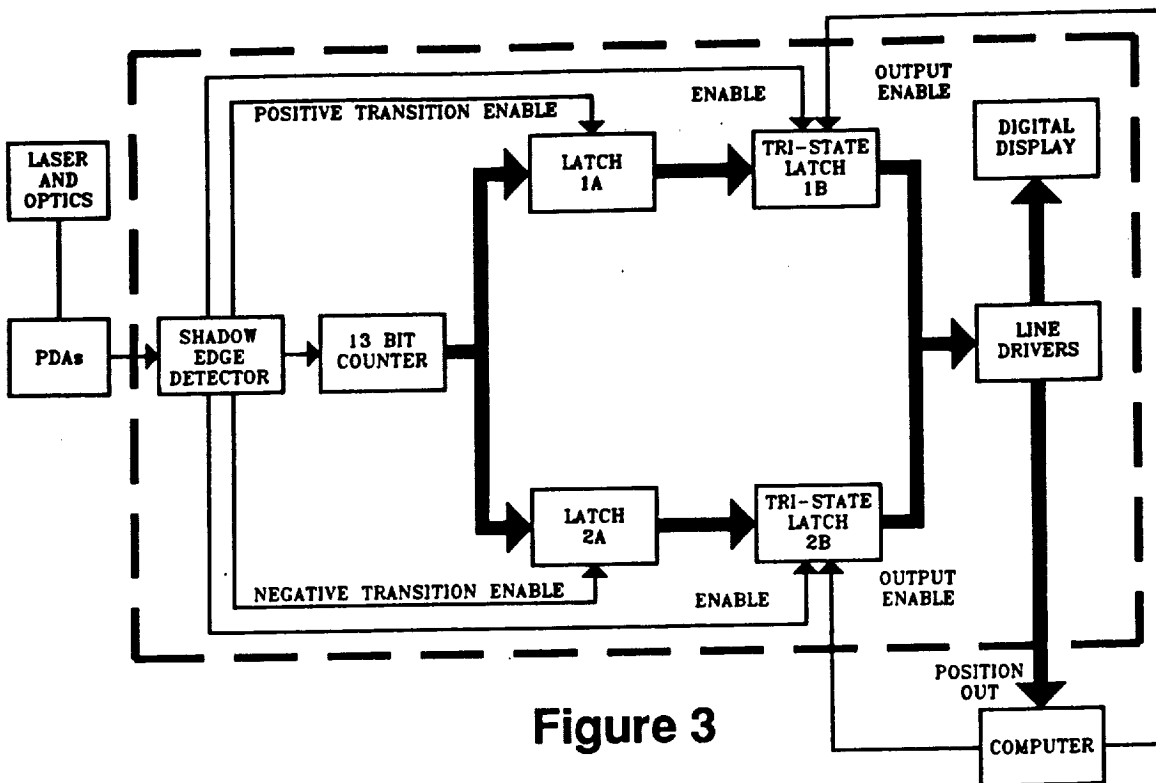 OUTPUT
ENABLE
ENABLE
POSITIVE TRANSITION ENABLE
DIGITAL
DISPLAY
LASER
AND
OPTICS
LATCH
1A
TRI-STATE
LATCH
1B
PDAs
SHADOW
EDGE
DETECTOR
13 BIT
COUNTER
LINE
DRIVERS
LATCH
2A
TRI-STATE
LATCH
2B
NEGATIVE TRANSITION ENABLE
ENABLE
OUTPUT
ENABLE
POSITION
OUT
Figure 3
COMPUTER